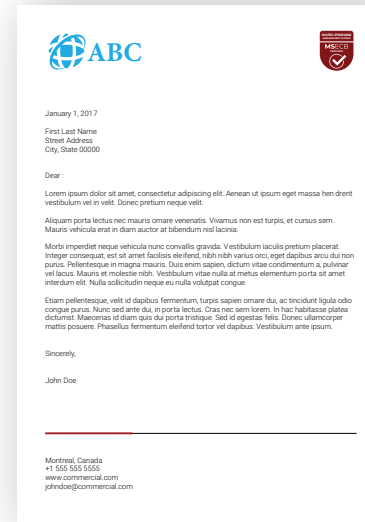 ABC
MSECB
January 1, 2017
First Last Name
Street Address
City, State 00000
Dear :
Lorem ipsum dolor sit amet, consectetur adipiscing elit. Aenean ut ipsum eget massa hen drerit
vestibulum vel in velit. Donec pretium neque velit.
Aliquam porta lectus nec mauris ornare venenatis. Vivamus non est turpis, et cursus sem.
Mauris vehicula erat in diam auctor at bibendum nisl lacinia.
Morbi imperdiet neque vehicula nunc convallis gravida. Vestibulum iaculis pretium placerat.
Integer consequat, est sit amet facilisis eleifend, nibh nibh varius orci, eget dapibus arcu dui non
purus. Pellentesque in magna mauris. Duis enim sapien, dictum vitae condimentum a, pulvinar
vel lacus. Mauris et molestie nibh. Vestibulum vitae nulla at metus elementum porta sit amet
interdum elit. Nulla sollicitudin neque eu nulla volutpat congue.
Etiam pellentesque, velit id dapibus fermentum, turpis sapien ornare dui, ac tincidunt ligula odio
congue purus. Nunc sed ante dui, in porta lectus. Cras nec sem lorem. In hac habitasse platea
dictumst. Maecenas id diam quis dui porta tristique. Sed id egestas felis. Donec ullamcorper
mattis posuere. Phasellus fermentum eleifend tortor vel dapibus. Vestibulum ante ipsum.
Sincerely,
John Doe
Montreal, Canada
+1 555 555 5555
www.commercial.com
johndoe@commercial.com